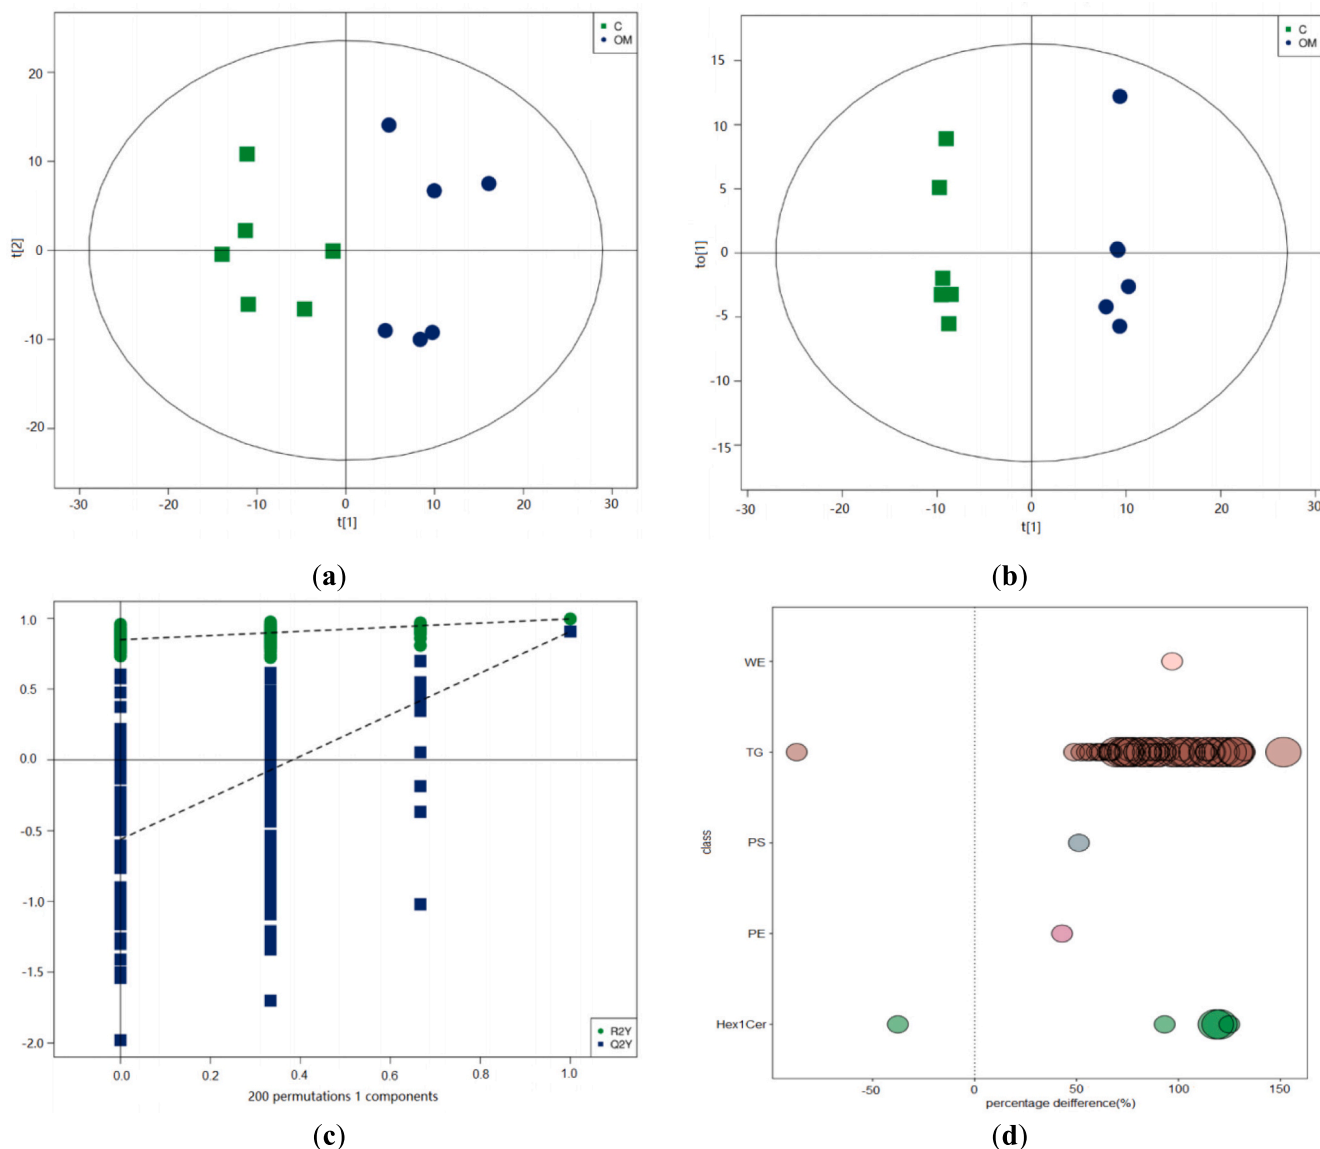 C
OM
20
10
0
-10
-20
t[2]
-30
-20
-10
0
10
20
30
t[1]
(a)
C
OM
15
10
5
0
-5
-10
-15
to[1]
-30
-20
-10
0
10
20
30
t[1]
(b)
1.0
0.5
0.0
-0.5
-1.0
-1.5
-2.0
R2Y
Q2Y
0.0
0.2
0.4
0.6
0.8
1.0
200 permutations 1 components
(c)
WE
TG
PS
PE
Hex1Cer
class
-50
0
50
100
150
percentage deifference(%)
(d)